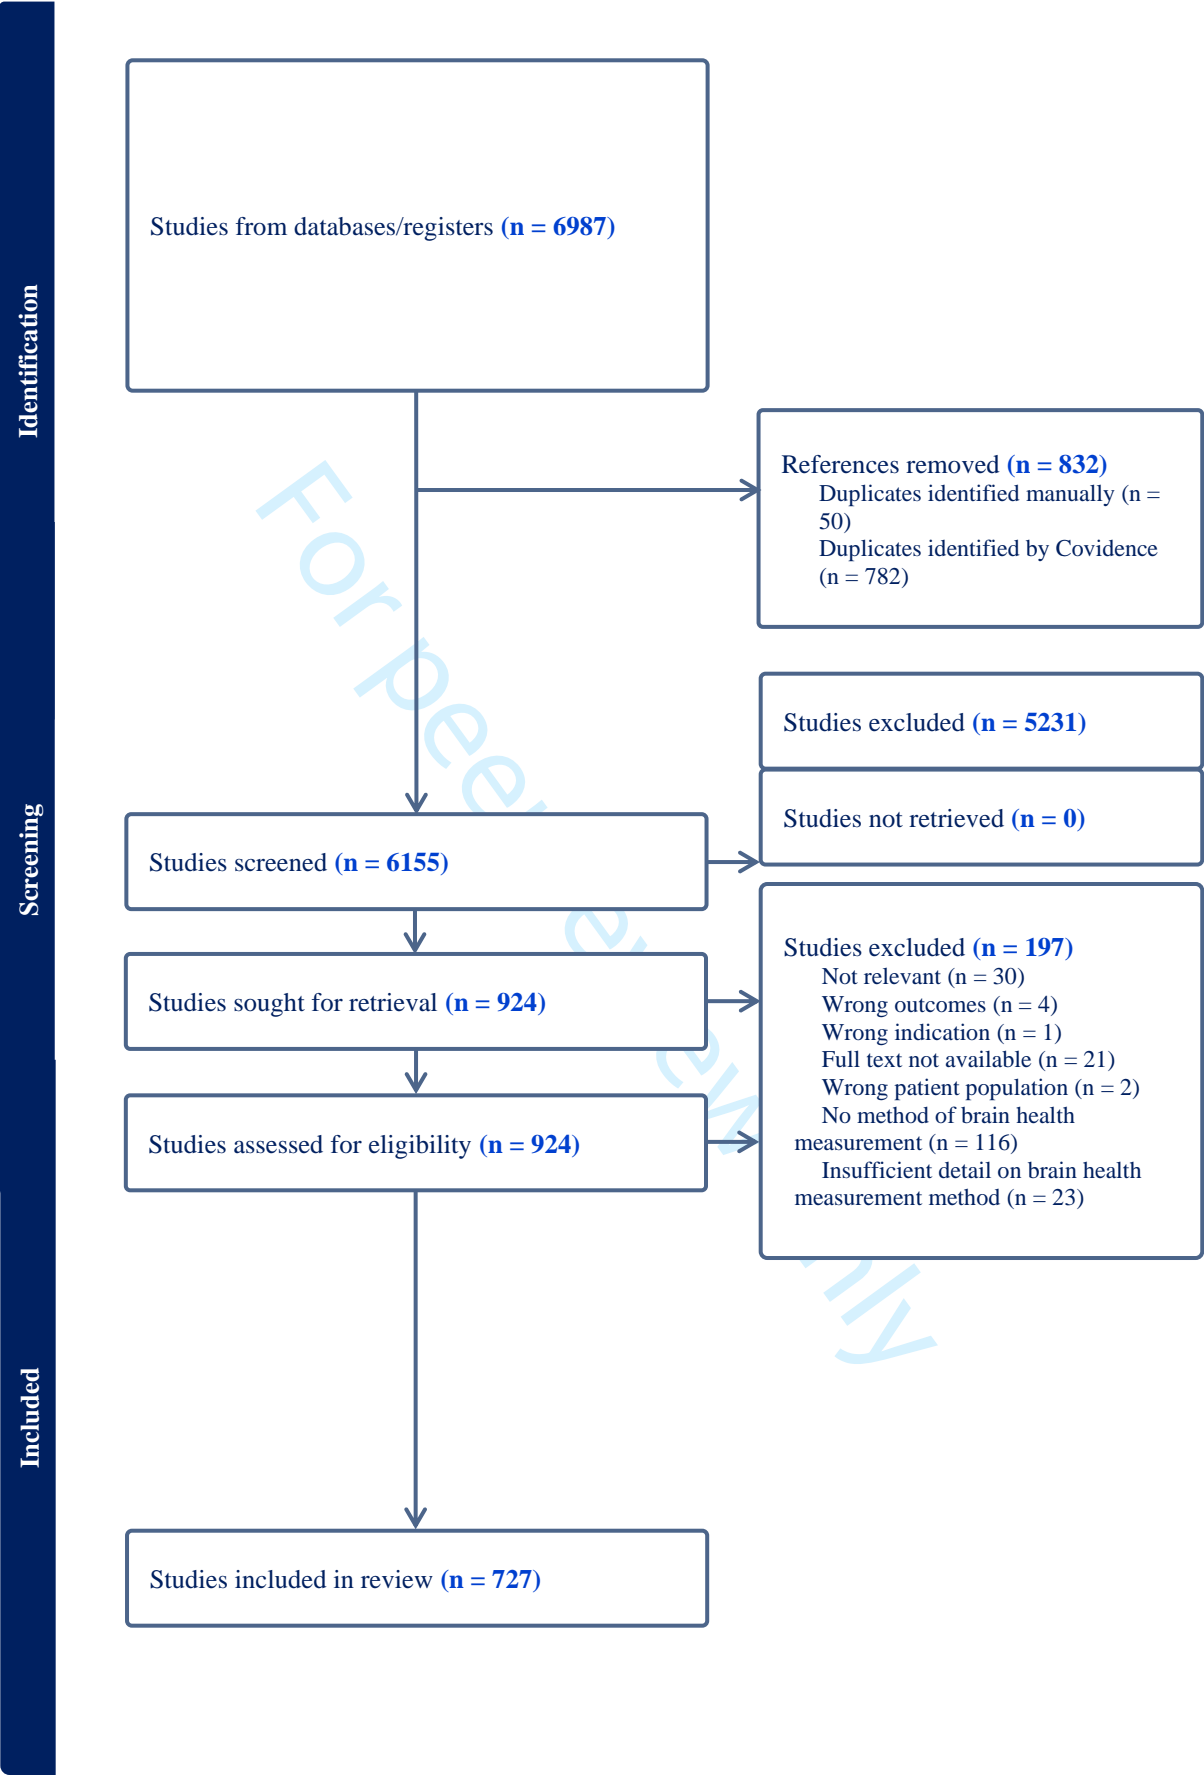 Identification
Studies from databases/registers (n = 6987)
References removed (n = 832)
Duplicates identified manually (n =
50)
Duplicates identified by Covidence
(n = 782)
Screening
Studies excluded (n = 5231)
Studies not retrieved (n = 0)
Studies screened (n = 6155)
Studies sought for retrieval (n = 924)
Studies assessed for eligibility (n = 924)
Studies excluded (n = 197)
Not relevant (n = 30)
Wrong outcomes (n = 4)
Wrong indication (n = 1)
Full text not available (n = 21)
Wrong patient population (n = 2)
No method of brain health
measurement (n = 116)
Insufficient detail on brain health
measurement method (n = 23)
Included
Studies included in review (n = 727)
For peer